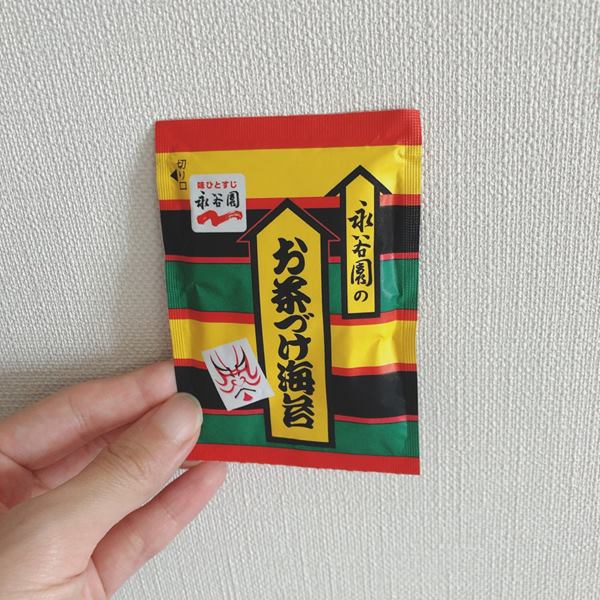 切り口
味ひとすじ
永谷園
永谷園の
お茶づけ海苔